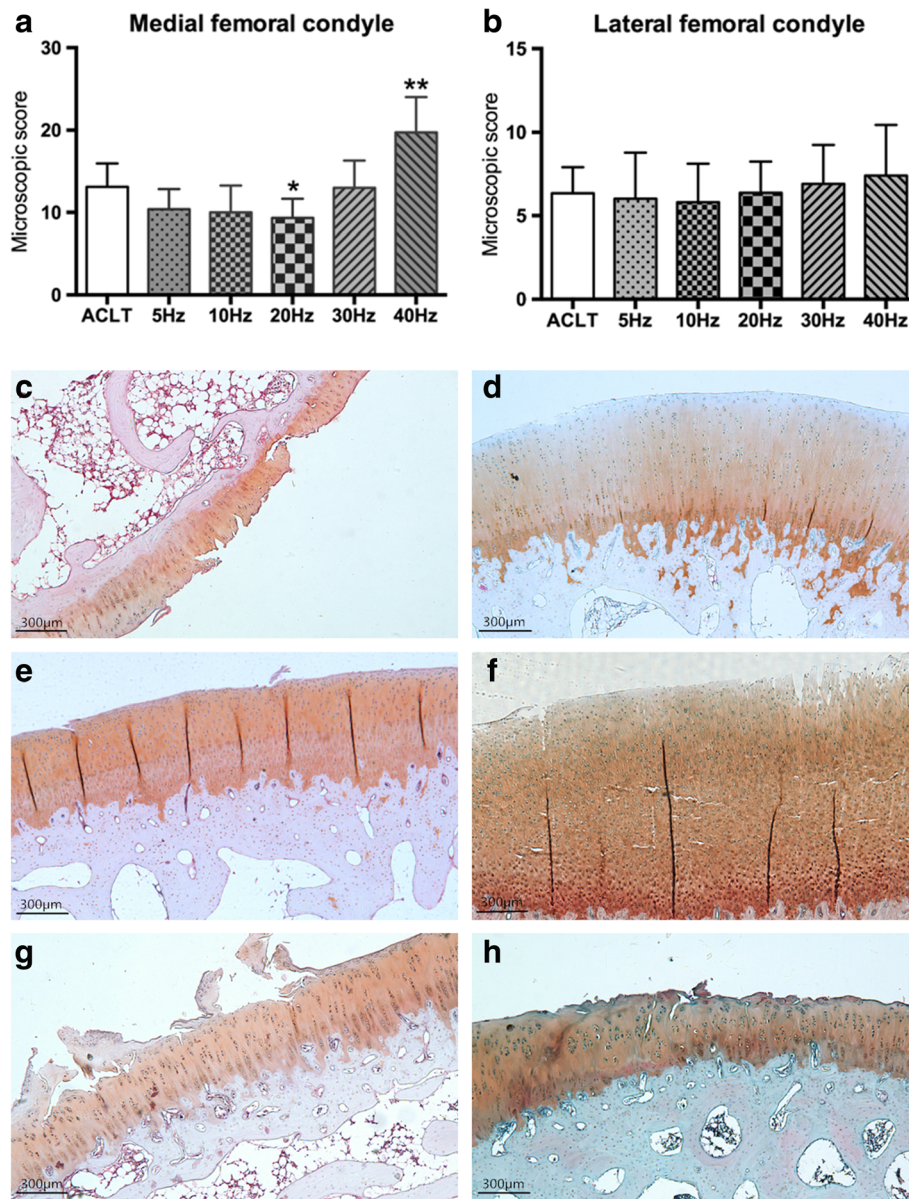 a
Medial femoral condyle
Microscopic score
30
20
10
0
*
**
ACLT 5Hz 10Hz 20Hz 30Hz 40Hz
b
Lateral femoral condyle
Microscopic score
15
10
5
0
ACLT 5Hz 10Hz 20Hz 30Hz 40Hz
c
300μm
d
300μm
e
300μm
f
300μm
g
300μm
h
300μm